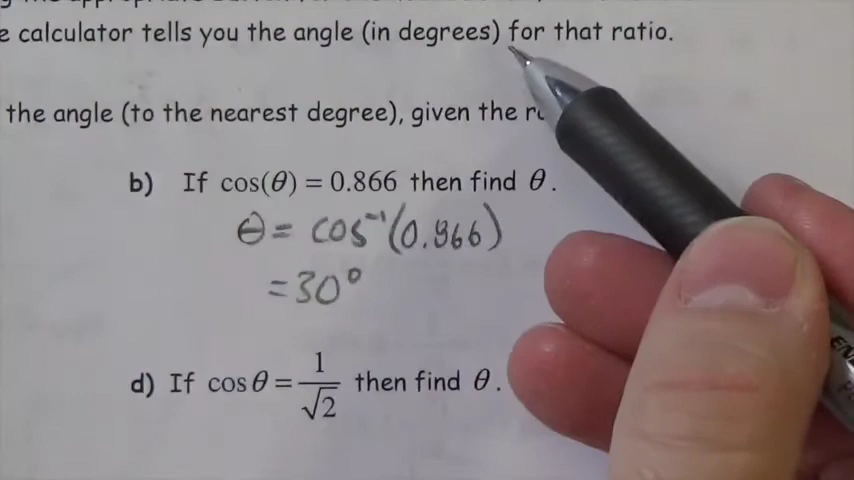 e calculator tells you the angle (in degrees) for that ratio.
the angle (to the nearest degree), given the
b) If cos(θ) = 0.866 then find θ.
θ = cos⁻¹(0.866)
= 30°
d) If cos θ = 1/√2 then find θ.